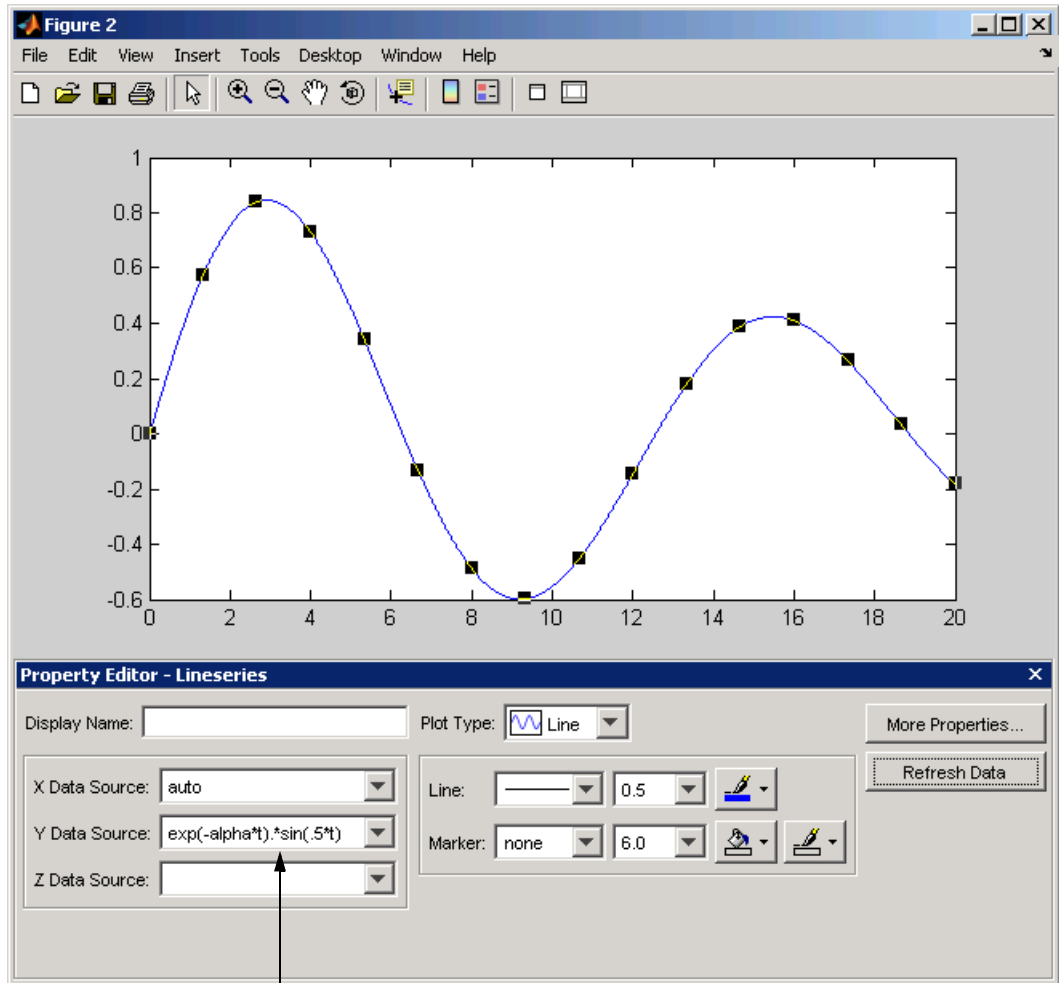 Figure 2
File Edit View Insert Tools Desktop Window Help
1
0.8
0.6
0.4
0.2
0
-0.2
-0.4
-0.6
0 2 4 6 8 10 12 14 16 18 20
Property Editor - Lineseries
Display Name: Plot Type: Line More Properties...
X Data Source: auto Line: 0.5 Refresh Data
Y Data Source: exp(-alpha*t).*sin(.5*t) Marker: none 6.0
Z Data Source: